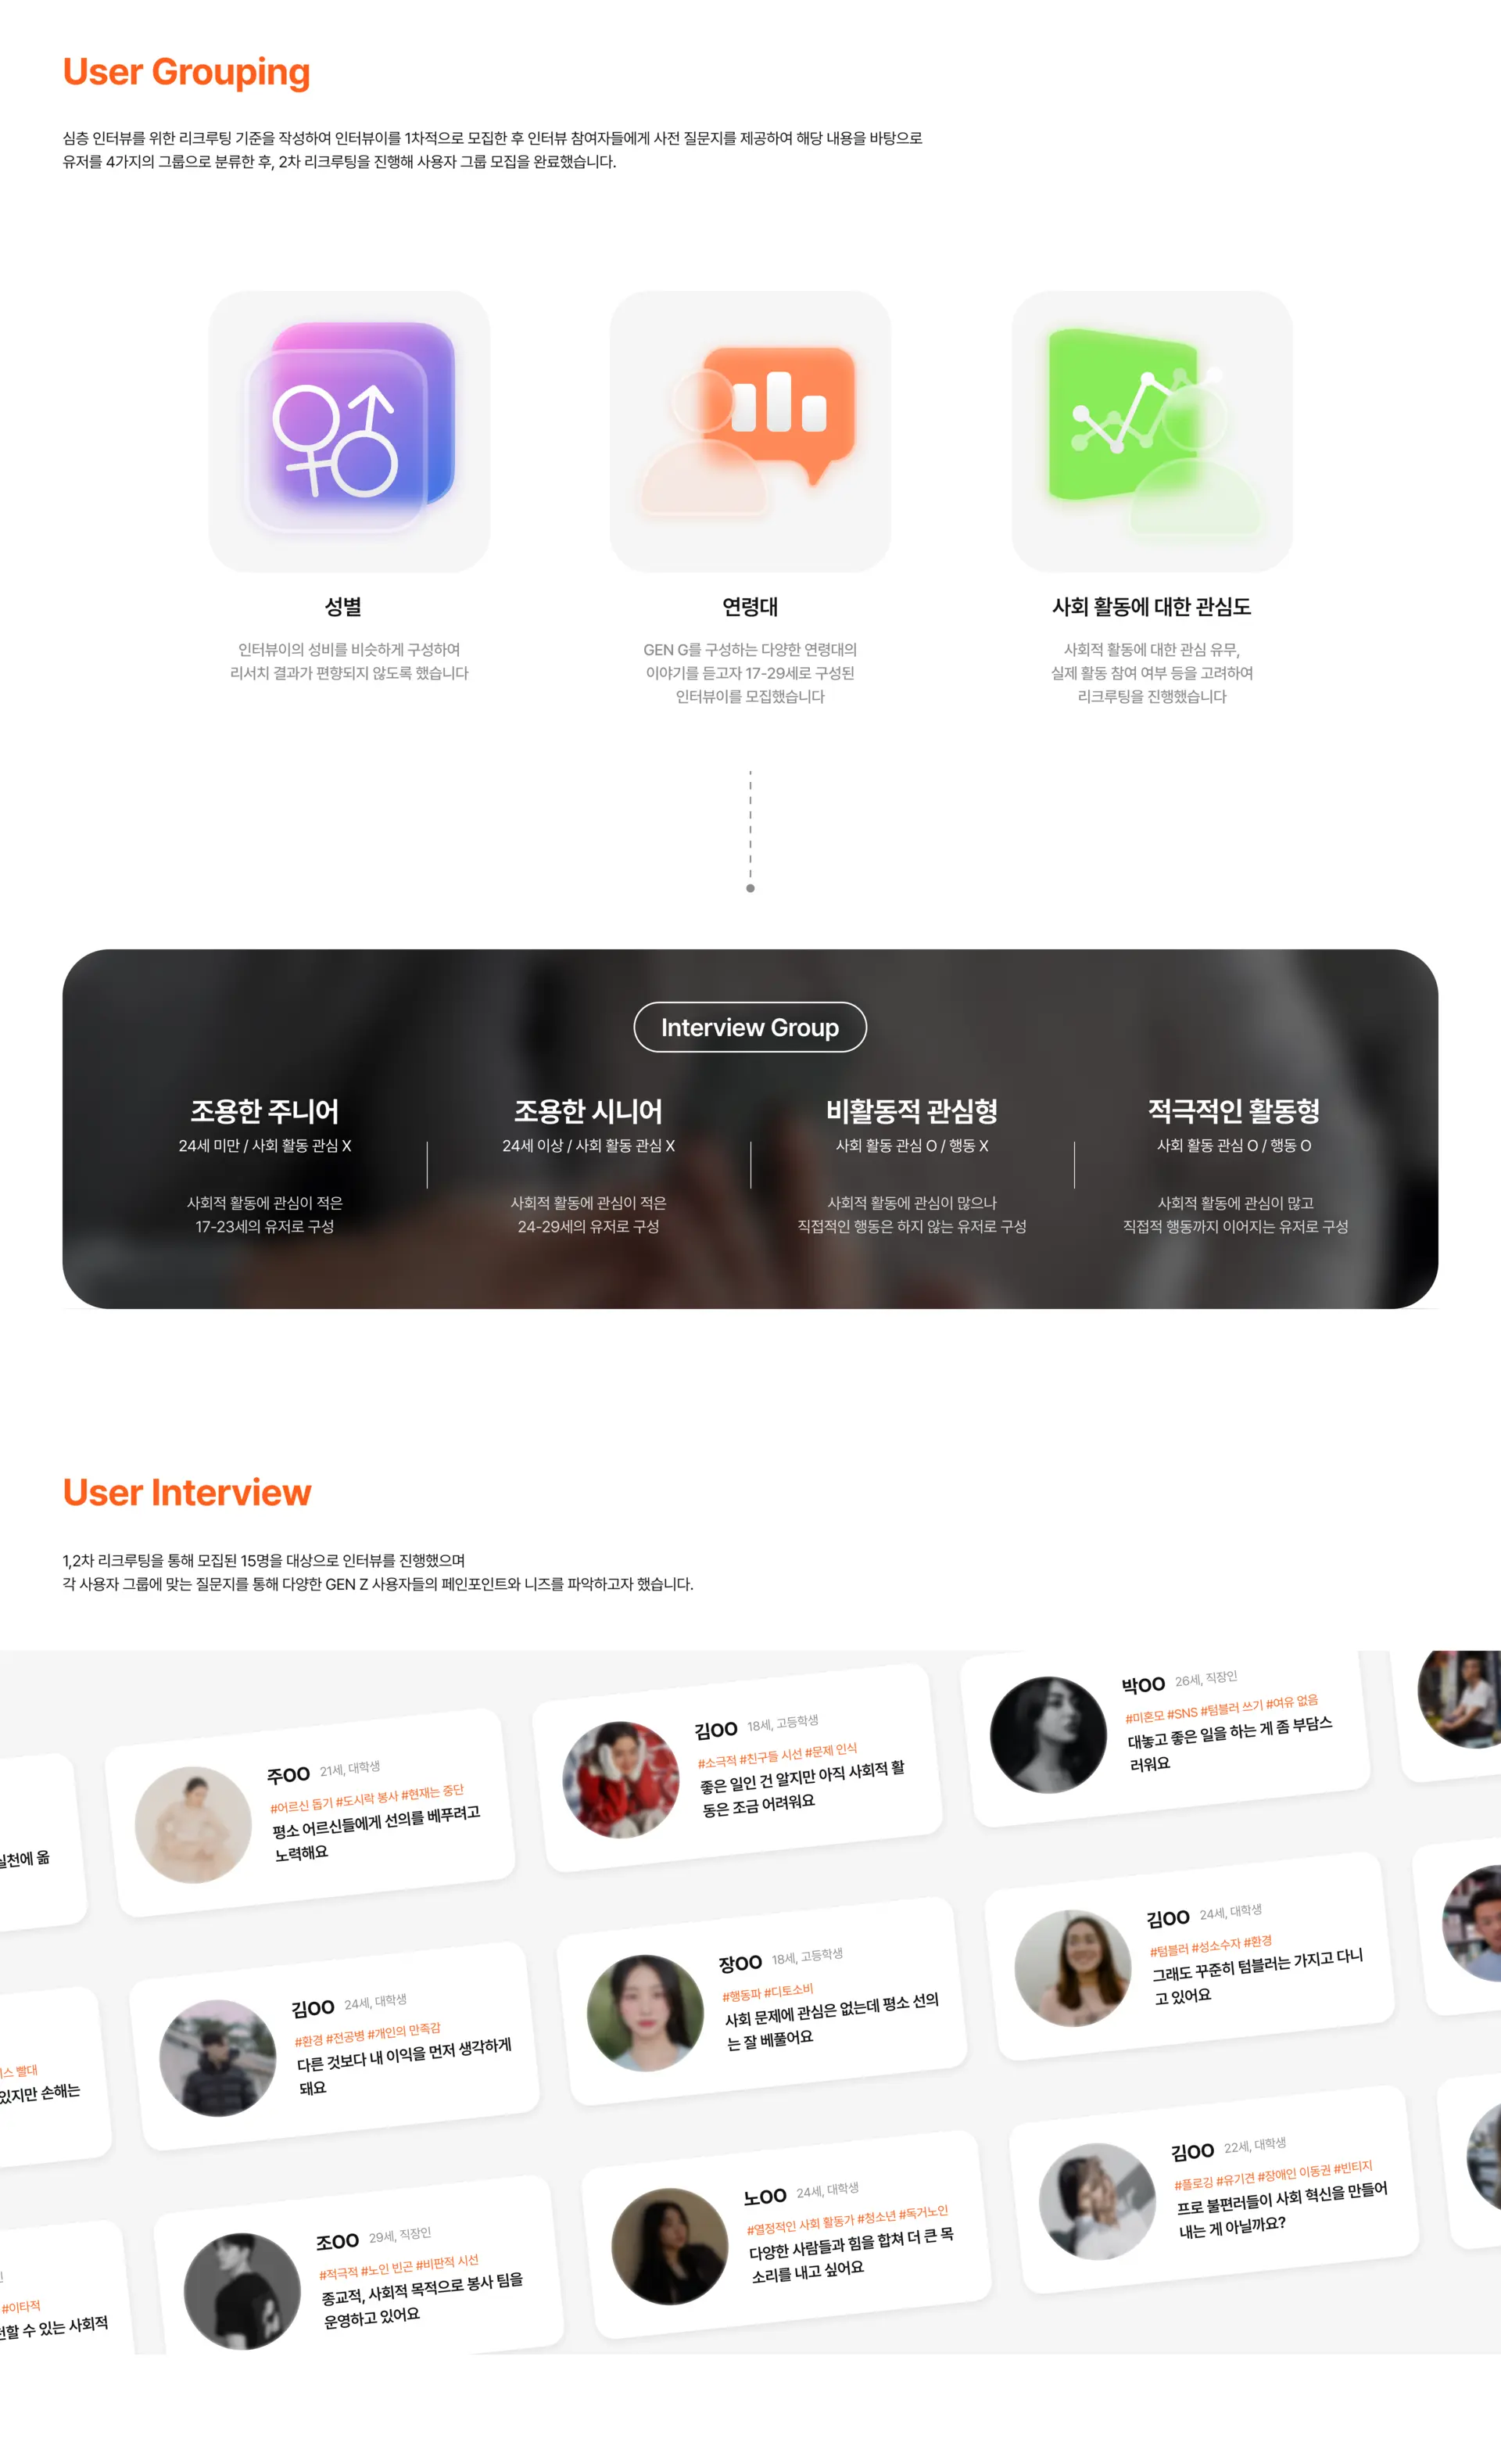 User Grouping
심층 인터뷰를 위한 리크루팅 기준을 작성하여 인터뷰이를 1차적으로 모집한 후 인터뷰 참여자들에게 사전 질문지를 제공하여 해당 내용을 바탕으로
유저를 4가지의 그룹으로 분류한 후, 2차 리크루팅을 진행해 사용자 그룹 모집을 완료했습니다.
성별
인터뷰이의 성비를 비슷하게 구성하여
리서치 결과가 편향되지 않도록 했습니다
연령대
GEN G를 구성하는 다양한 연령대의
이야기를 듣고자 17-29세로 구성된
인터뷰이를 모집했습니다
사회 활동에 대한 관심도
사회적 활동에 대한 관심 유무,
실제 활동 참여 여부 등을 고려하여
리크루팅을 진행했습니다
Interview Group
조용한 주니어
24세 미만 / 사회 활동 관심 X
사회적 활동에 관심이 적은
17-23세의 유저로 구성
조용한 시니어
24세 이상 / 사회 활동 관심 X
사회적 활동에 관심이 적은
24-29세의 유저로 구성
비활동적 관심형
사회 활동 관심 O / 행동 X
사회적 활동에 관심이 많으나
직접적인 행동은 하지 않는 유저로 구성
적극적인 활동형
사회 활동 관심 O / 행동 O
사회적 활동에 관심이 많고
직접적 행동까지 이어지는 유저로 구성
User Interview
1,2차 리크루팅을 통해 모집된 15명을 대상으로 인터뷰를 진행했으며
각 사용자 그룹에 맞는 질문지를 통해 다양한 GEN Z 사용자들의 페인포인트와 니즈를 파악하고자 했습니다.
실천에 옮
주OO 21세, 대학생
#어르신 돕기 #도시락 봉사 #현재는 중단
평소 어르신들에게 선의를 베푸려고
노력해요
김OO 18세, 고등학생
#소극적 #친구들 시선 #문제 인식
좋은 일인 건 알지만 아직 사회적 활
동은 조금 어려워요
박OO 26세, 직장인
#미혼모 #SNS #텀블러 쓰기 #여유 없음
대놓고 좋은 일을 하는 게 좀 부담스
러워요
빨대
있지만 손해는
김OO 24세, 대학생
#환경 #전공병 #개인의 만족감
다른 것보다 내 이익을 먼저 생각하게
돼요
장OO 18세, 고등학생
#행동파 #디토소비
사회 문제에 관심은 없는데 평소 선의
는 잘 베풀어요
김OO 24세, 대학생
#텀블러 #성소수자 #환경
그래도 꾸준히 텀블러는 가지고 다니
고 있어요
#이타적
할 수 있는 사회적
조OO 29세, 직장인
#적극적 #노인 빈곤 #비판적 시선
종교적, 사회적 목적으로 봉사 팀을
운영하고 있어요
노OO 24세, 대학생
#열정적인 사회 활동가 #청소년 #독거노인
다양한 사람들과 힘을 합쳐 더 큰 목
소리를 내고 싶어요
김OO 22세, 대학생
#플로깅 #유기견 #장애인 이동권 #빈티지
프로 불편러들이 사회 혁신을 만들어
내는 게 아닐까요?